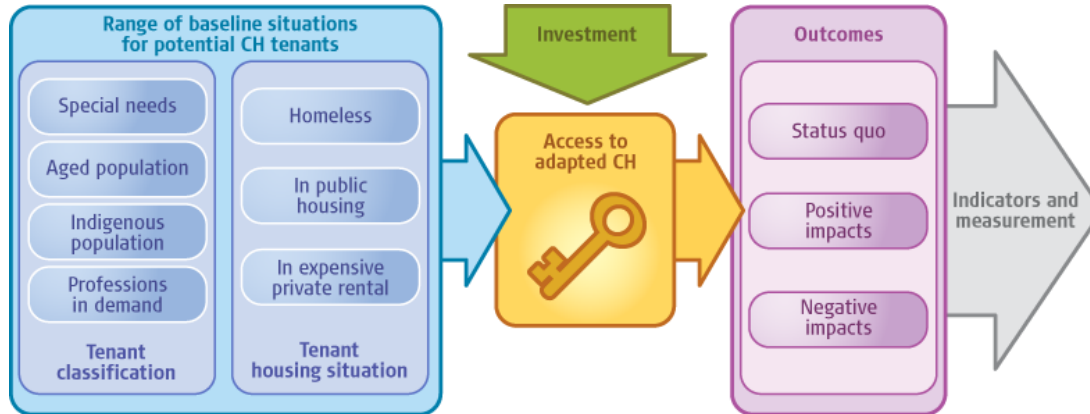 Range of baseline situations
for potential CH tenants
Special needs
Aged population
Indigenous
population
Professions
in demand
Tenant
classification
Homeless
In public
housing
In expensive
private rental
Tenant
housing situation
Investment
Access to
adapted CH
Outcomes
Status quo
Positive
impacts
Negative
impacts
Indicators and
measurement